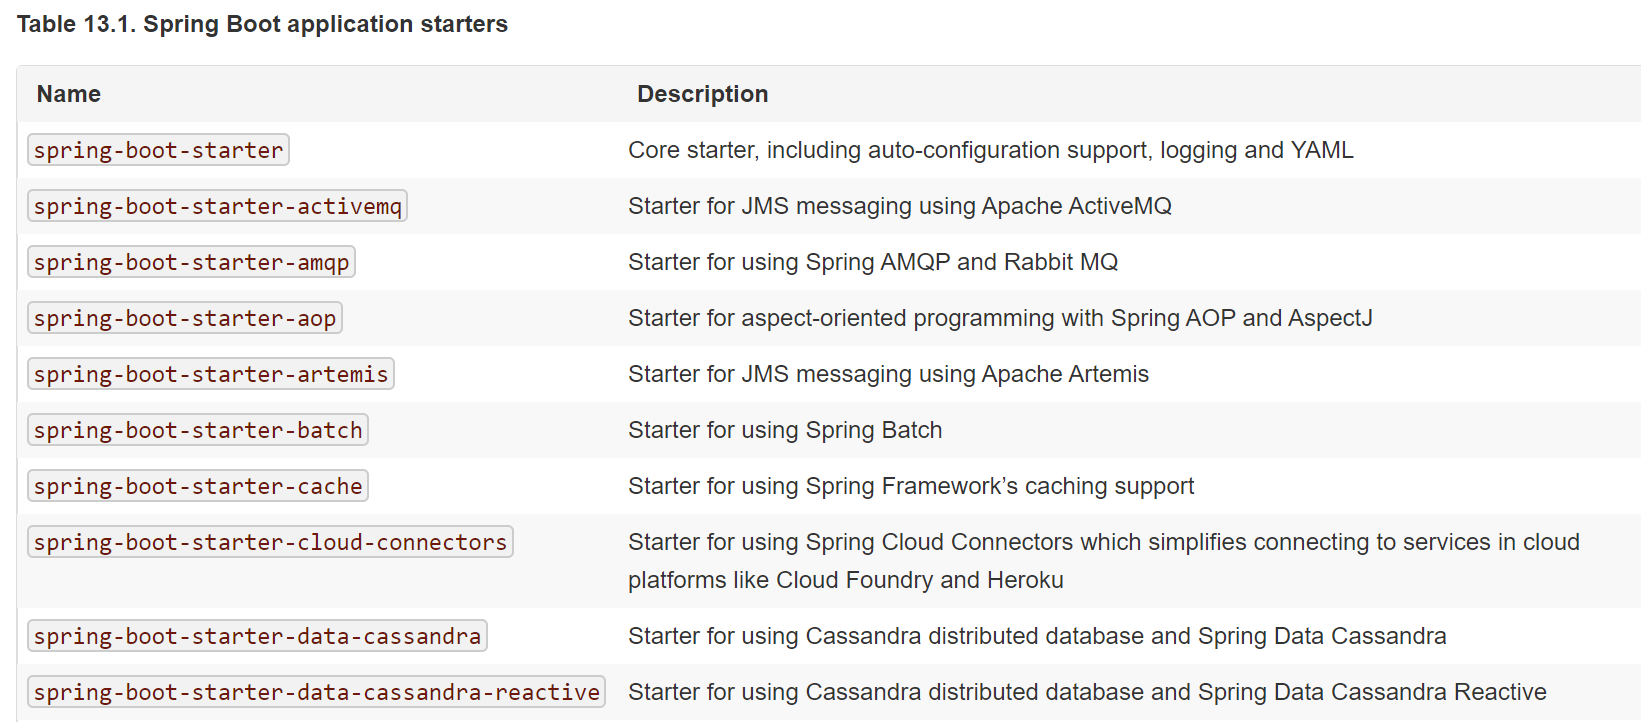 Table 13.1. Spring Boot application starters
Name Description
spring-boot-starter Core starter, including auto-configuration support, logging and YAML
spring-boot-starter-activemq Starter for JMS messaging using Apache ActiveMQ
spring-boot-starter-amqp Starter for using Spring AMQP and Rabbit MQ
spring-boot-starter-aop Starter for aspect-oriented programming with Spring AOP and AspectJ
spring-boot-starter-artemis Starter for JMS messaging using Apache Artemis
spring-boot-starter-batch Starter for using Spring Batch
spring-boot-starter-cache Starter for using Spring Framework’s caching support
spring-boot-starter-cloud-connectors Starter for using Spring Cloud Connectors which simplifies connecting to services in cloud
platforms like Cloud Foundry and Heroku
spring-boot-starter-data-cassandra Starter for using Cassandra distributed database and Spring Data Cassandra
spring-boot-starter-data-cassandra-reactive Starter for using Cassandra distributed database and Spring Data Cassandra Reactive